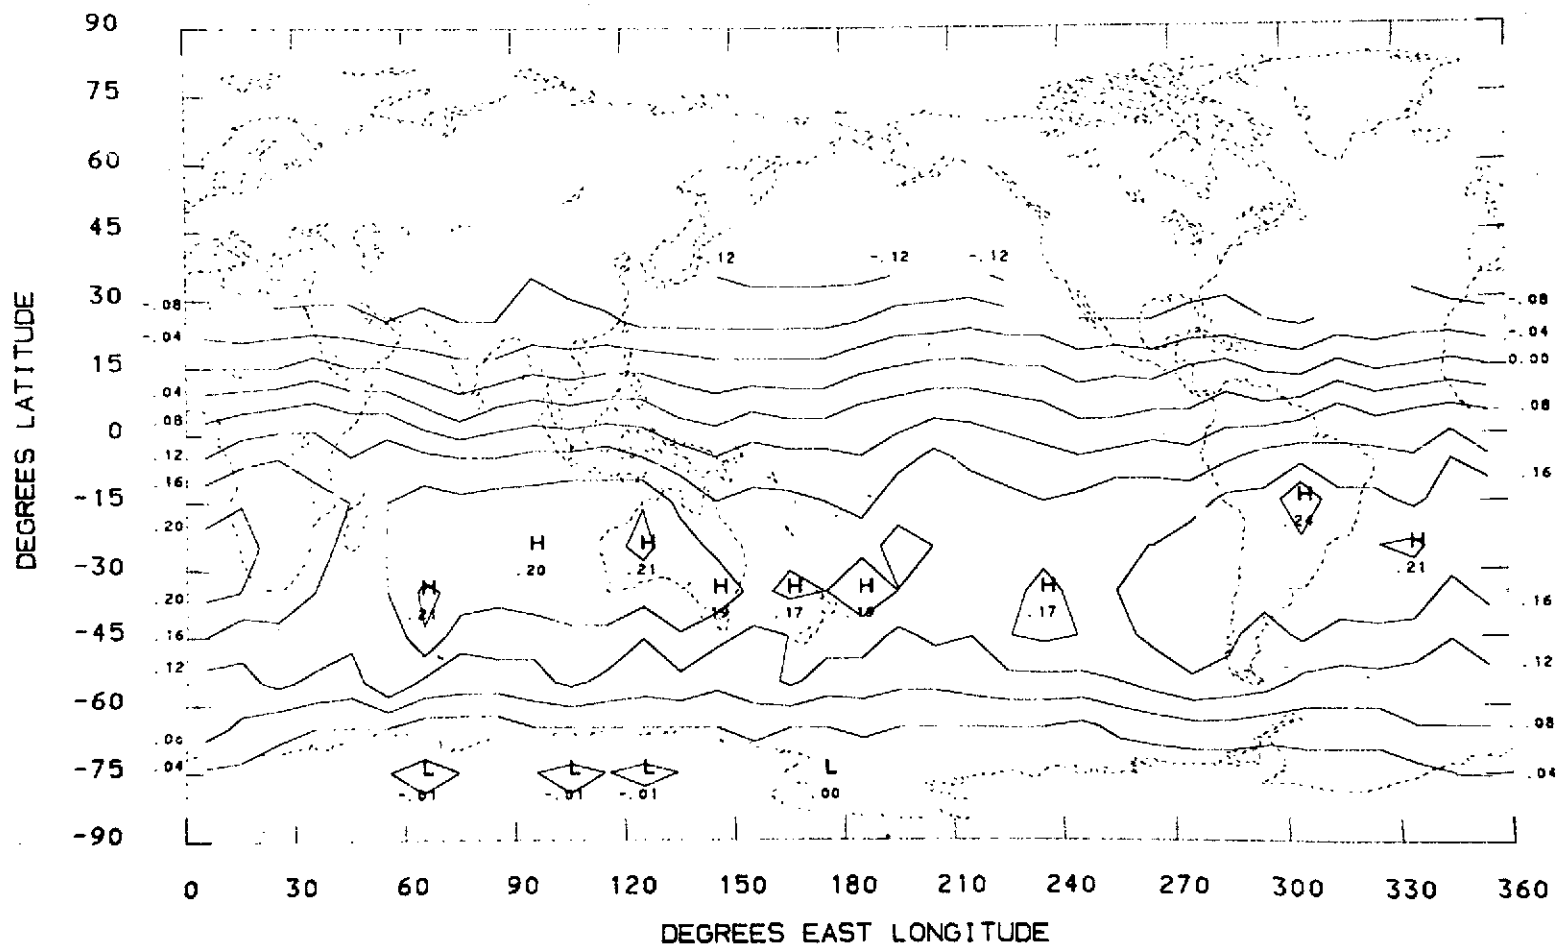 90
75
60
45
30
15
0
-15
-30
-45
-60
-75
-90
DEGREES LATITUDE
-.12 -.12 -.12
-.08 -.08
-.04 -.04
0.00
.04
.08 .08
.12
.16 .16
.20
.20
.16 .16
.12 .12
.08
.04 .04
H .24
H .21
H .20
H .21
H .21
H .19
H .17
H
H .17
L -.01
L -.01
L -.01
L .00
0 30 60 90 120 150 180 210 240 270 300 330 360
DEGREES EAST LONGITUDE